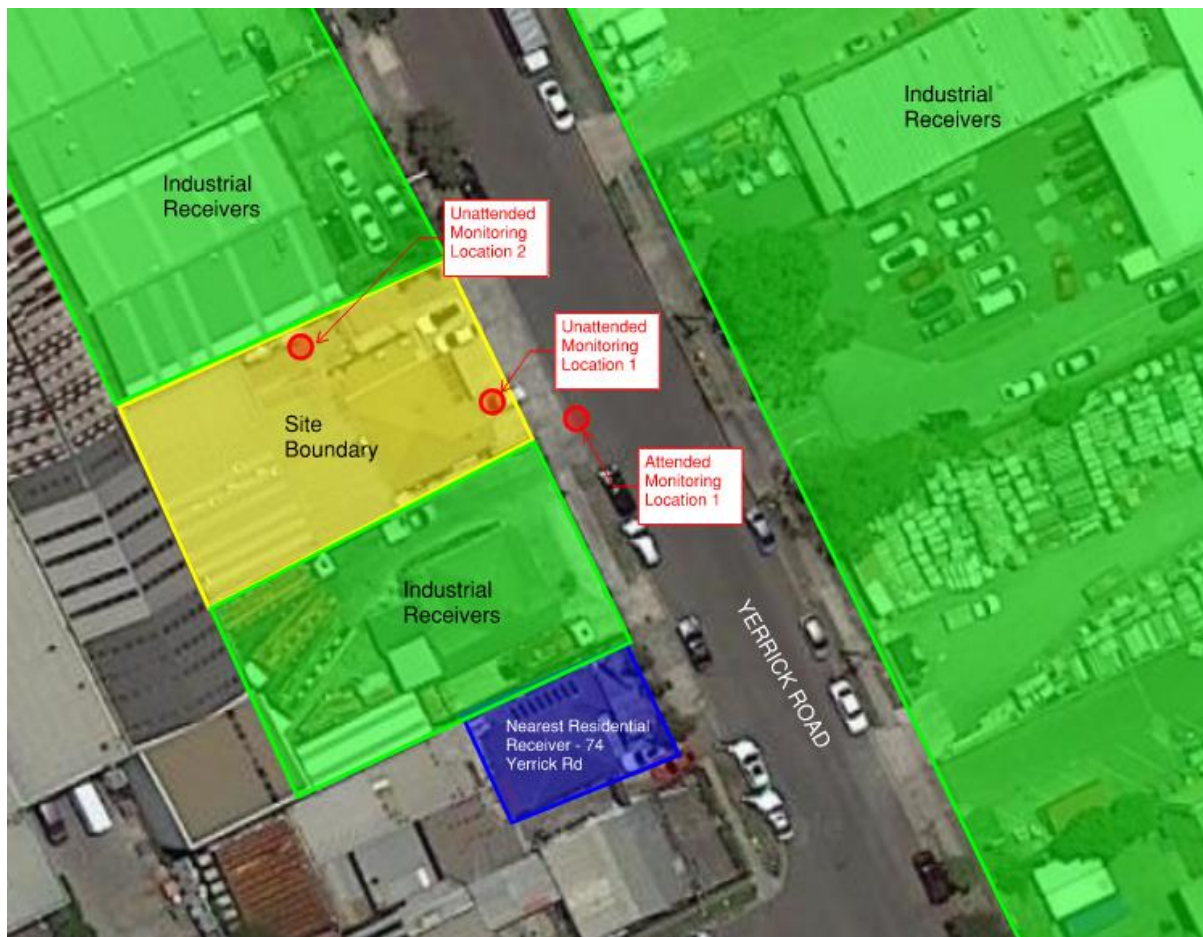 Industrial
Receivers
Industrial
Receivers
Unattended
Monitoring
Location 2
Unattended
Monitoring
Location 1
Site
Boundary
Attended
Monitoring
Location 1
Industrial
Receivers
YERRICK ROAD
Nearest Residential
Receiver - 74
Yerrick Rd